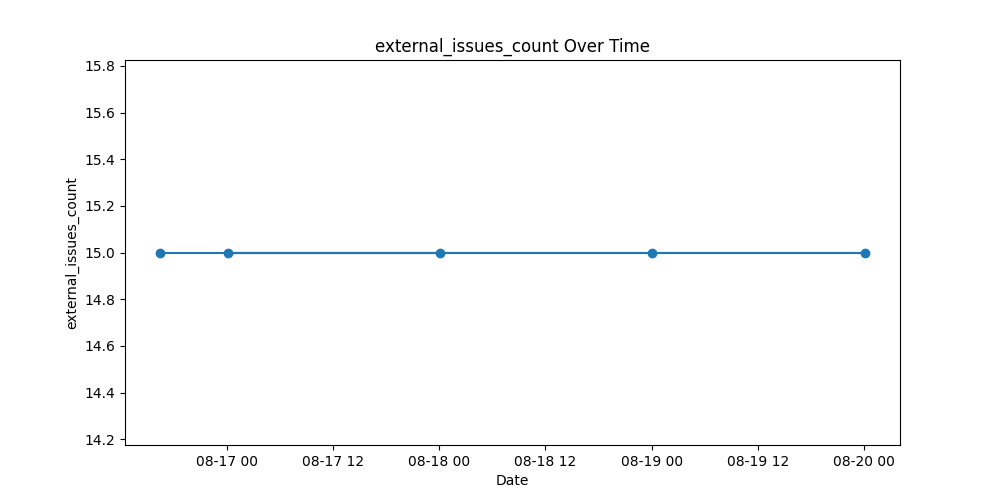 external_issues_count Over Time
15.8
15.6
15.4
15.2
15.0
14.8
14.6
14.4
14.2
external_issues_count
08-17 00 08-17 12 08-18 00 08-18 12 08-19 00 08-19 12 08-20 00
Date